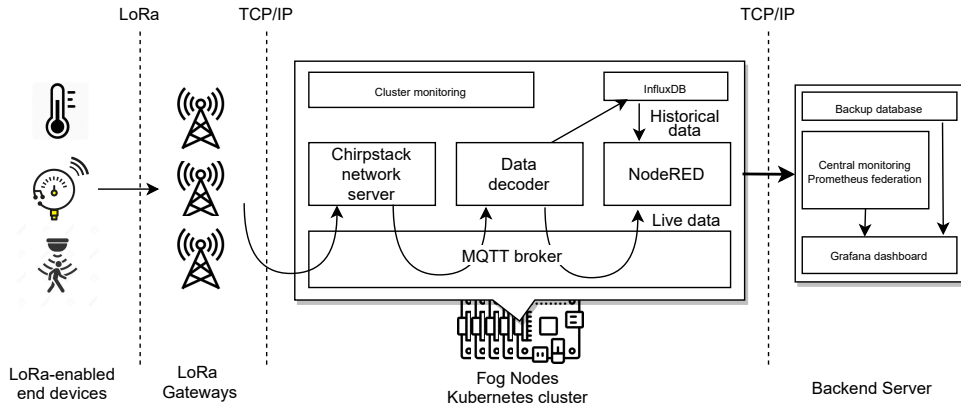 LoRa
TCP/IP
TCP/IP
Cluster monitoring
InfluxDB
Historical
data
Chirpstack
network
server
Data
decoder
NodeRED
Live data
MQTT broker
Backup database
Central monitoring
Prometheus federation
Grafana dashboard
LoRa-enabled
end devices
LoRa
Gateways
Fog Nodes
Kubernetes cluster
Backend Server